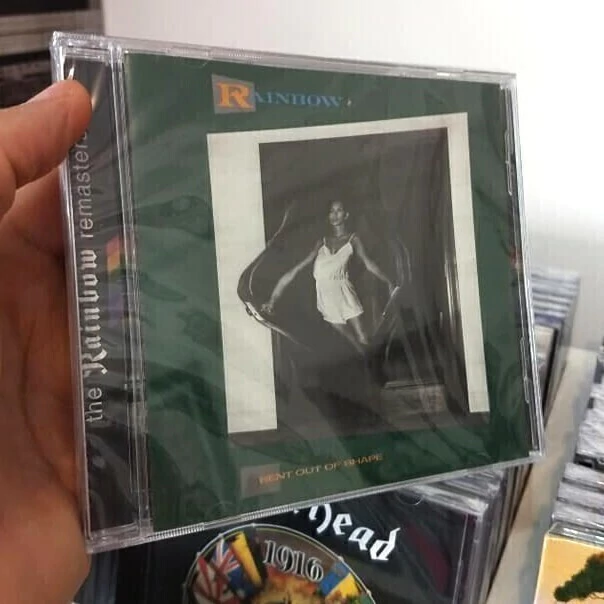 the Rainbow remasters
RAINBOW
BENT OUT OF SHAPE
head
1916